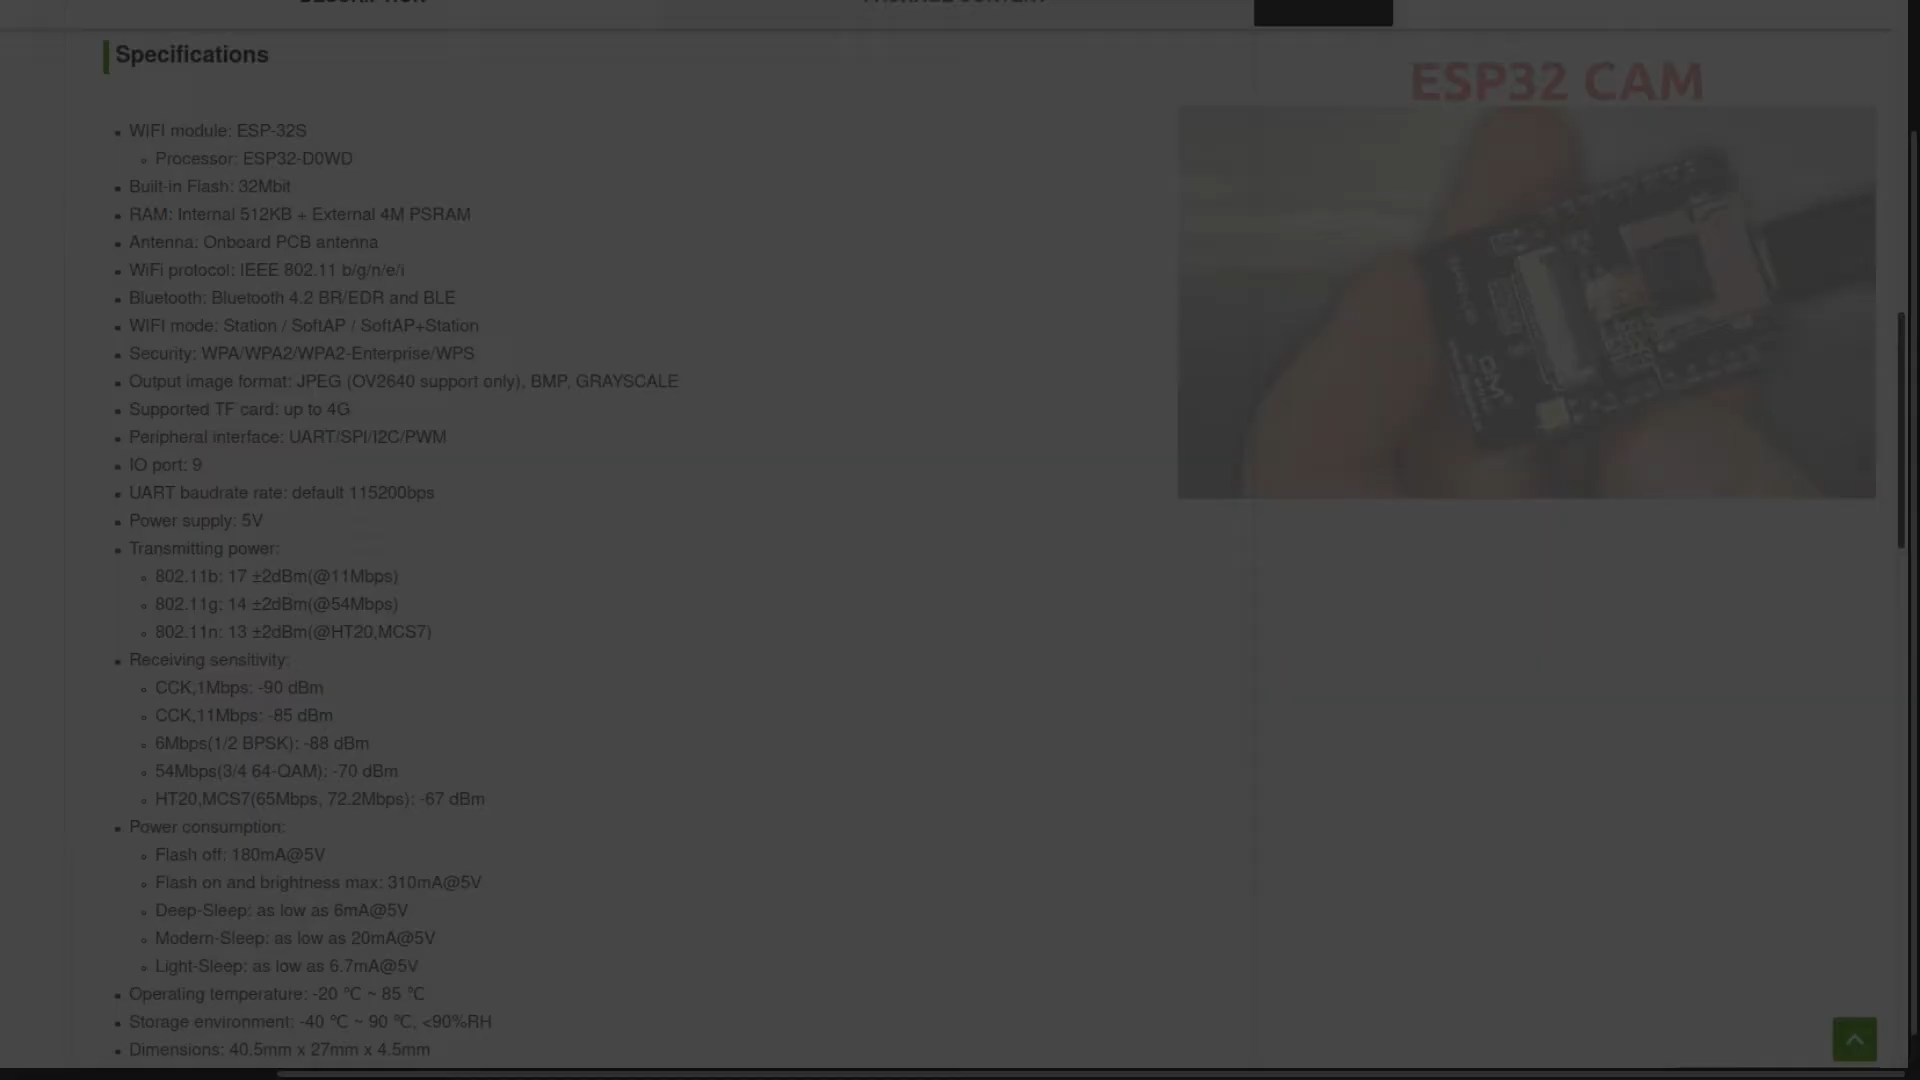 Specifications
ESP32 CAM
WiFI module: ESP-32S
Processor: ESP32-D0WD
Built-in Flash: 32Mbit
RAM: Internal 512KB + External 4M PSRAM
Antenna: Onboard PCB antenna
WiFi protocol: IEEE 802.11 b/g/n/e/i
Bluetooth: Bluetooth 4.2 BR/EDR and BLE
WIFI mode: Station / SoftAP / SoftAP+Station
Security: WPA/WPA2/WPA2-Enterprise/WPS
Output image format: JPEG (OV2640 support only), BMP, GRAYSCALE
Supported TF card: up to 4G
Peripheral interface: UART/SPI/I2C/PWM
IO port: 9
UART baudrate rate: default 115200bps
Power supply: 5V
Transmitting power:
802.11b: 17 ±2dBm(@11Mbps)
802.11g: 14 ±2dBm(@54Mbps)
802.11n: 13 ±2dBm(@HT20,MCS7)
Receiving sensitivity:
CCK,1Mbps: -90 dBm
CCK,11Mbps: -85 dBm
6Mbps(1/2 BPSK): -88 dBm
54Mbps(3/4 64-QAM): -70 dBm
HT20,MCS7(65Mbps, 72.2Mbps): -67 dBm
Power consumption:
Flash off: 180mA@5V
Flash on and brightness max: 310mA@5V
Deep-Sleep: as low as 6mA@5V
Modern-Sleep: as low as 20mA@5V
Light-Sleep: as low as 6.7mA@5V
Operating temperature: -20 ℃ ~ 85 ℃
Storage environment: -40 ℃ ~ 90 ℃, <90%RH
Dimensions: 40.5mm x 27mm x 4.5mm